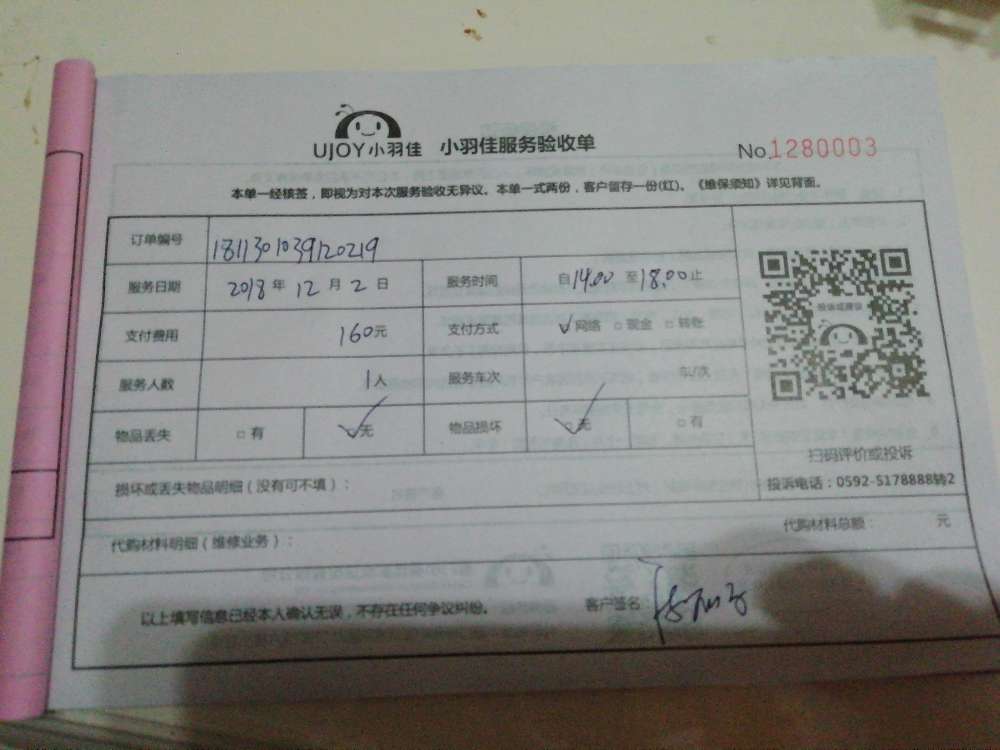 UJOY小羽佳 小羽佳服务验收单
No.1280003
本单一经核签，即视为对本次服务验收无异议。本单一式两份，客户留存一份(红)。《维保须知》详见背面。
订单编号 181130103920219
服务日期 2018年12月2日 服务时间 自14:00至18:00止
支付费用 160元 支付方式 ✓网络 □现金 □转账
服务人数 1人 服务车次 车/次
物品丢失 □有 ✓无 物品损坏 ✓无 □有
投诉或建议
扫码评价或投诉
投诉电话：0592-5178888转2
损坏或丢失物品明细(没有可不填)：
代购材料明细(维修业务)： 代购材料总额： 元
以上填写信息已经本人确认无误，不存在任何争议纠纷。 客户签名：